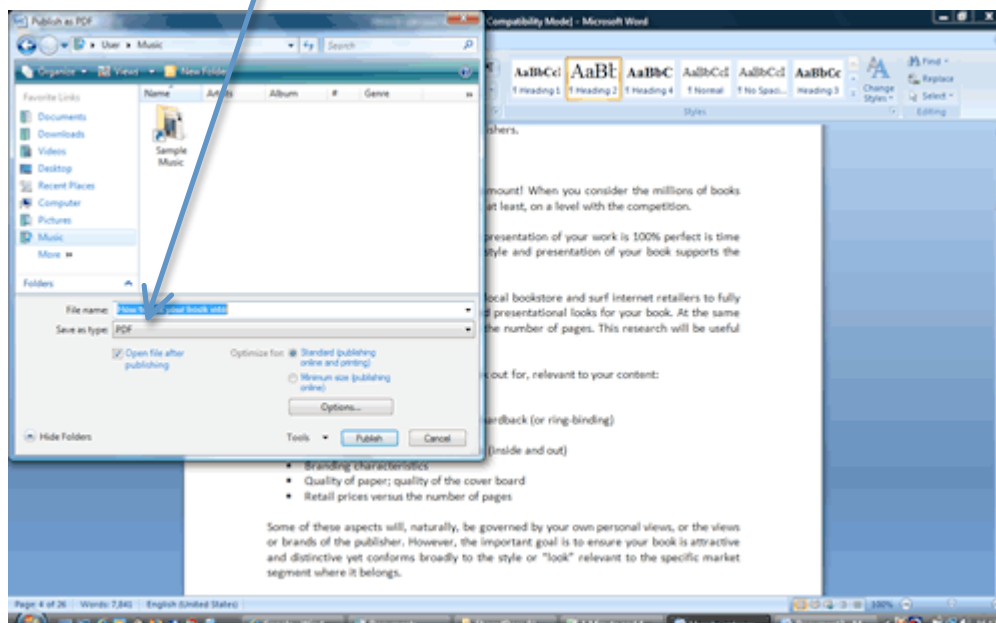 Publish as PDF
Compatibility Mode] - Microsoft Word
User ▸ Music
Search
Organize
Views
New Folder
Favorite Links
Documents
Downloads
Videos
Desktop
Recent Places
Computer
Pictures
Music
More »
Folders
Name Artists Album # Genre »
Sample
Music
File name: your book into
Save as type: PDF
Open file after
publishing
Optimize for: Standard (publishing
online and printing)
Minimum size (publishing
online)
Options...
Hide Folders
Tools
Publish
Cancel
AaBbCcI AaBb AaBbC AaBbCcI AaBbCcI AaBbCc
¶ Heading 1 ¶ Heading 2 ¶ Heading 4 ¶ Normal ¶ No Spac... Heading 3
Change
Styles
Styles
Find
Replace
Select
Editing
shers.
mount! When you consider the millions of books
at least, on a level with the competition.
presentation of your work is 100% perfect is time
style and presentation of your book supports the
local bookstore and surf internet retailers to fully
d presentational looks for your book. At the same
the number of pages. This research will be useful
out for, relevant to your content:
ardback (or ring-binding)
(inside and out)
• Branding characteristics
• Quality of paper; quality of the cover board
• Retail prices versus the number of pages
Some of these aspects will, naturally, be governed by your own personal views, or the views
or brands of the publisher. However, the important goal is to ensure your book is attractive
and distinctive yet conforms broadly to the style or "look" relevant to the specific market
segment where it belongs.
Page: 4 of 26 Words: 7,841 English (United States)
100%